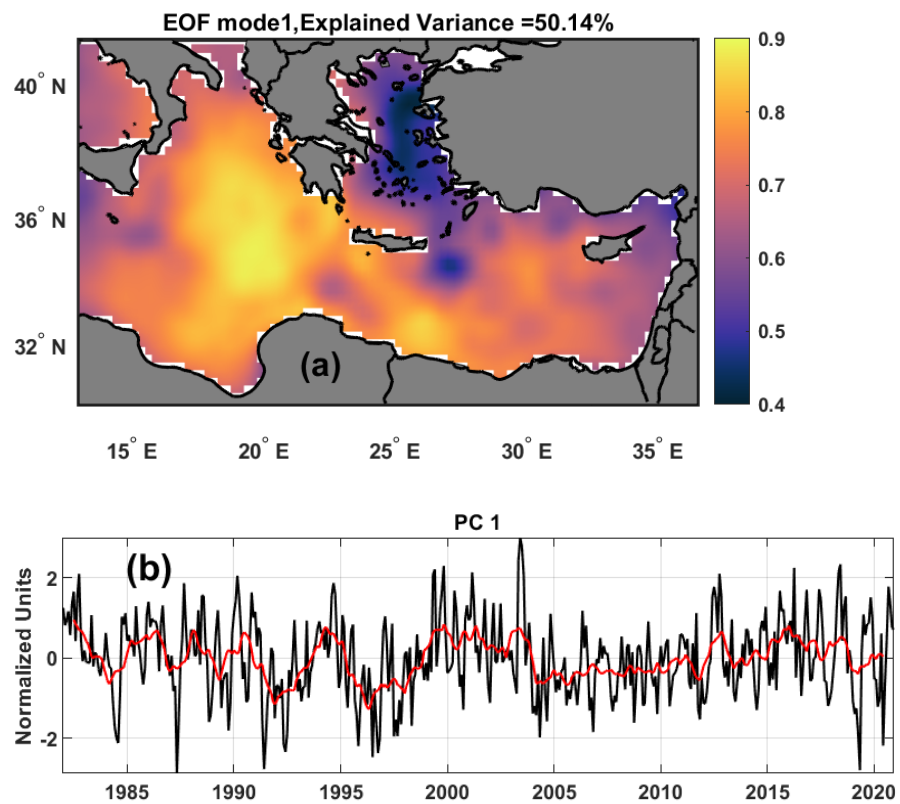 EOF mode1,Explained Variance =50.14%
40° N
36° N
32° N
(a)
15° E
20° E
25° E
30° E
35° E
0.9
0.8
0.7
0.6
0.5
0.4
PC 1
(b)
Normalized Units
2
0
-2
1985
1990
1995
2000
2005
2010
2015
2020